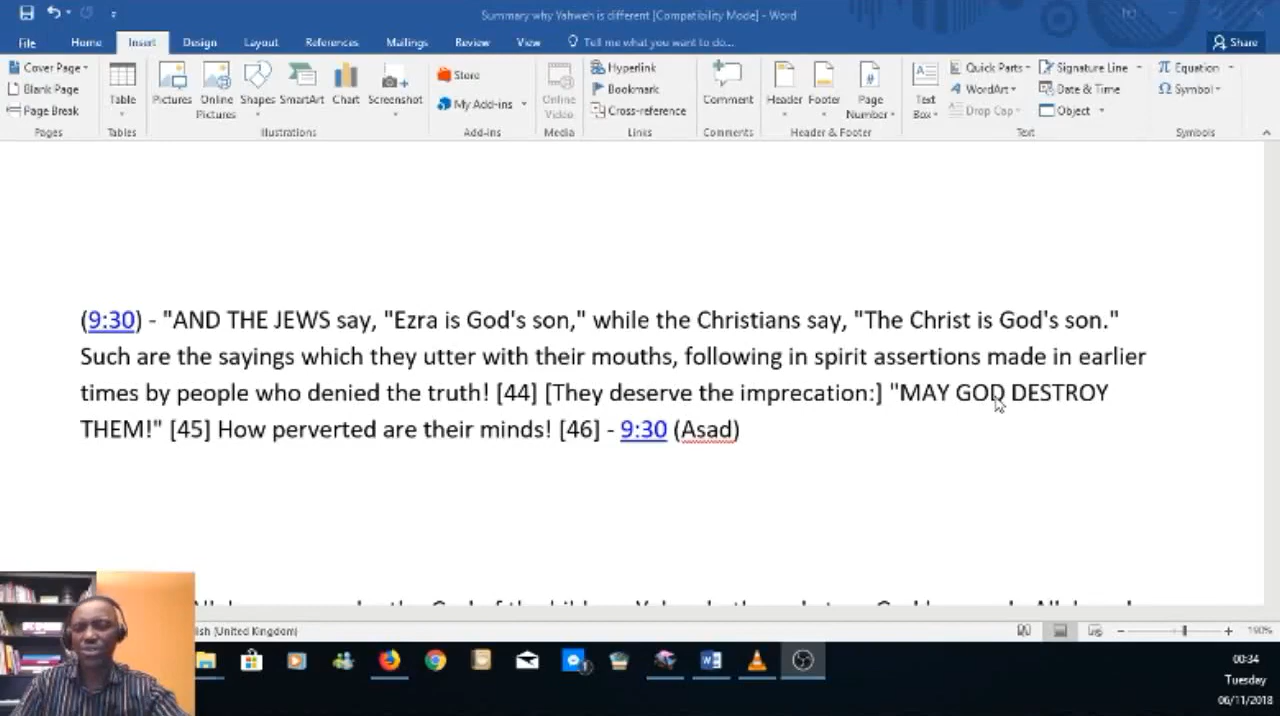 Summary why Yahweh is different [Compatibility Mode] - Word
File Home Insert Design Layout References Mailings Review View Tell me what you want to do... Share
Cover Page
Blank Page
Page Break
Pages
Table
Tables
Pictures
Online Pictures
Shapes
SmartArt
Chart
Screenshot
Illustrations
Store
My Add-ins
Add-ins
Online Video
Media
Hyperlink
Bookmark
Cross-reference
Links
Comment
Comments
Header
Footer
Page Number
Header & Footer
Text Box
Quick Parts
WordArt
Drop Cap
Signature Line
Date & Time
Object
Text
Equation
Symbol
Symbols
(9:30) - "AND THE JEWS say, "Ezra is God's son," while the Christians say, "The Christ is God's son."
Such are the sayings which they utter with their mouths, following in spirit assertions made in earlier
times by people who denied the truth! [44] [They deserve the imprecation:] "MAY GOD DESTROY
THEM!" [45] How perverted are their minds! [46] - 9:30 (Asad)
ish (United Kingdom)
190%
00:34
Tuesday
06/11/2018